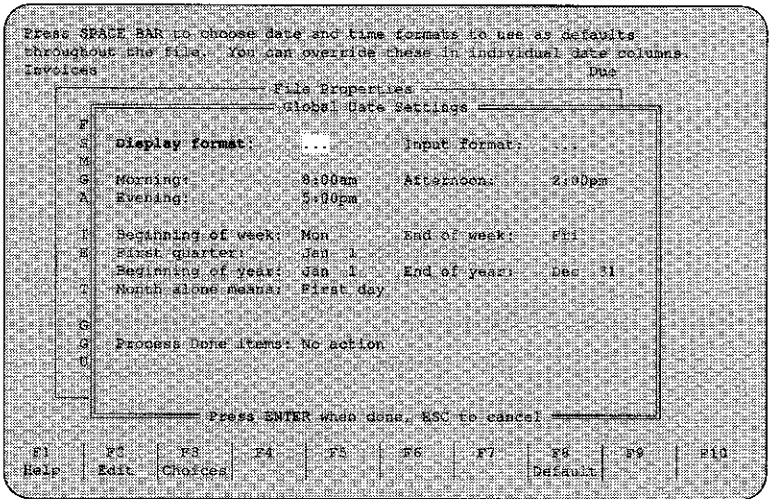 Press SPACE BAR to choose date and time formats to use as defaults
throughout the file. You can override these in individual date columns.
Invoices Due
File Properties
Global Date Settings
F
S Display format: ... Input format: ...
M
G Morning: 8:00am Afternoon: 2:00pm
A Evening: 5:00pm
I Beginning of week: Mon End of week: Fri
E First quarter: Jan 1
Beginning of year: Jan 1 End of year: Dec 31
T Month alone means: First day
G
G Process Done items: No action
U
Press ENTER when done, ESC to cancel
F1 F2 F3 F4 F5 F6 F7 F8 F9 F10
Help Edit Choices Default